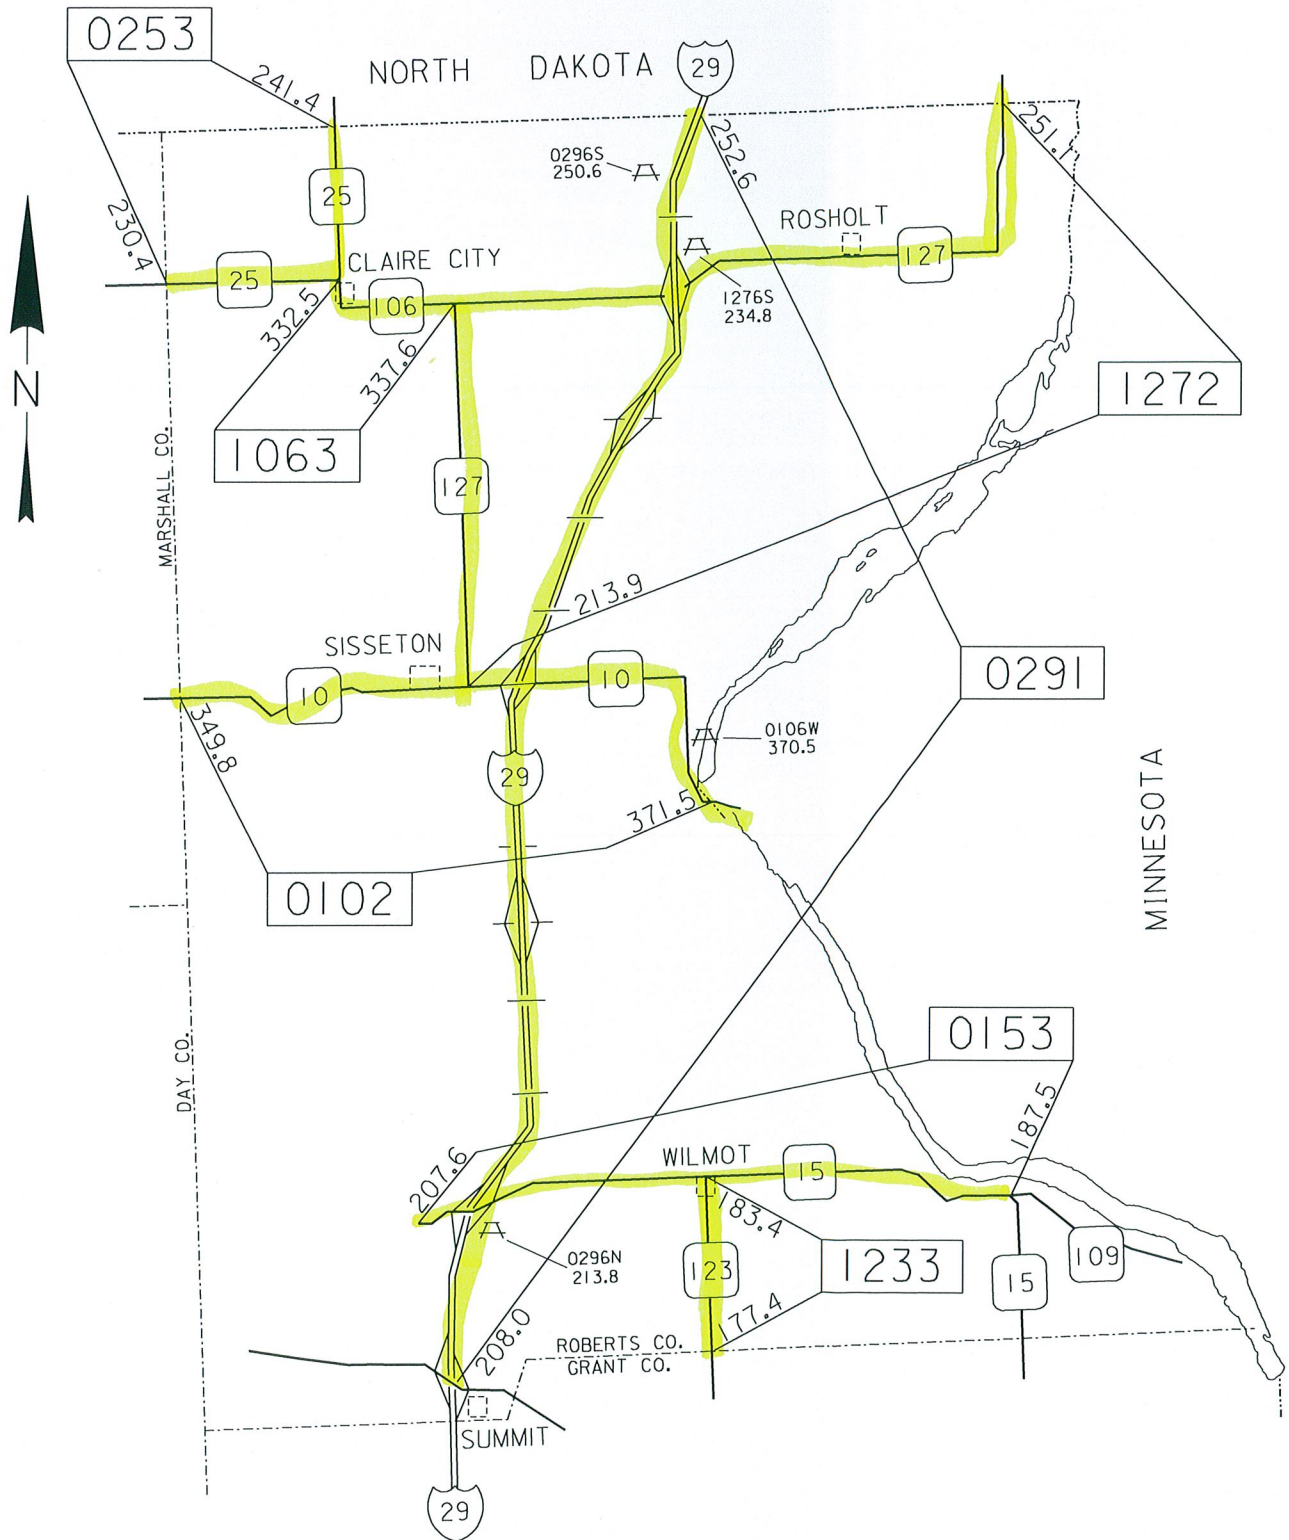 0253
NORTH DAKOTA
29
241.4
252.6
251.1
0296S
250.6
25
ROSHOLT
230.4
25
CLAIRE CITY
127
106
1276S
234.8
332.5
337.6
1272
N
1063
MARSHALL CO.
127
213.9
SISSETON
10
10
0291
349.8
0106W
370.5
29
371.5
MINNESOTA
0102
0153
DAY CO.
187.5
207.6
WILMOT
15
183.4
0296N
213.8
123
1233
15
109
177.4
208.0
ROBERTS CO.
GRANT CO.
SUMMIT
29